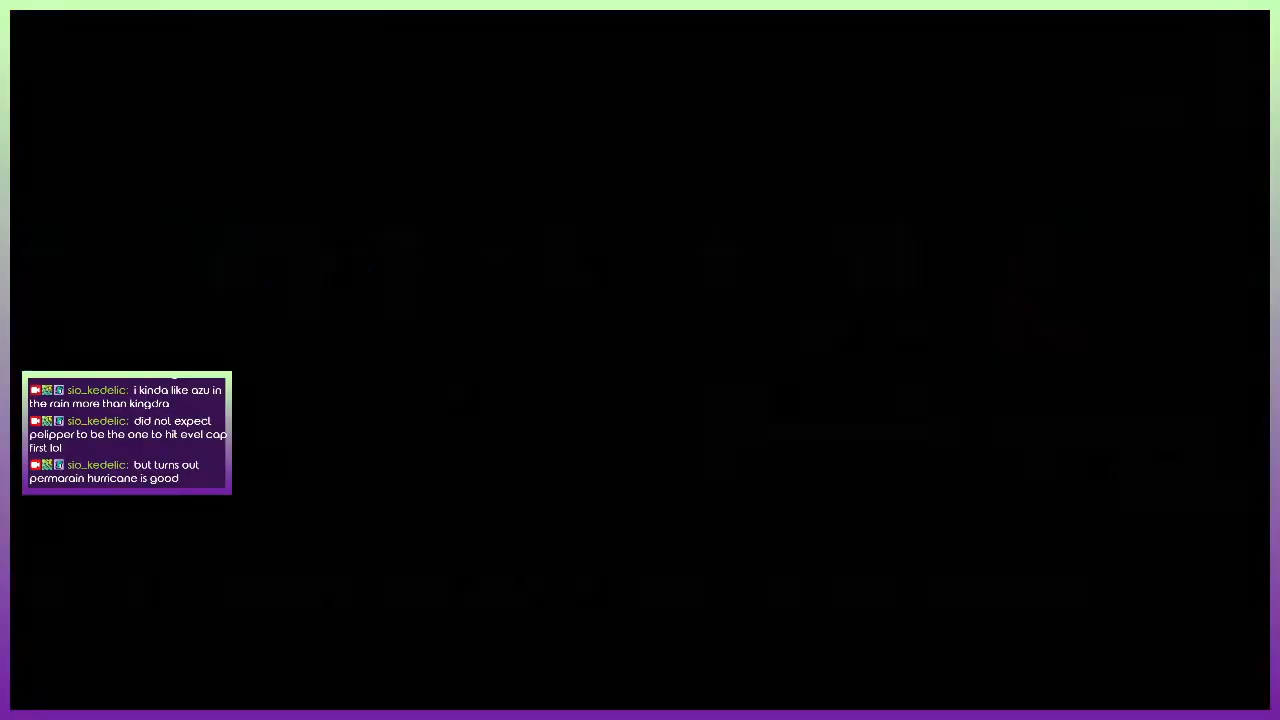 sio_kedelic: i kinda like azu in
the rain more than kingdra
sio_kedelic: did not expect
pelipper to be the one to hit evel cap
first lol
sio_kedelic: but turns out
permarain hurricane is good